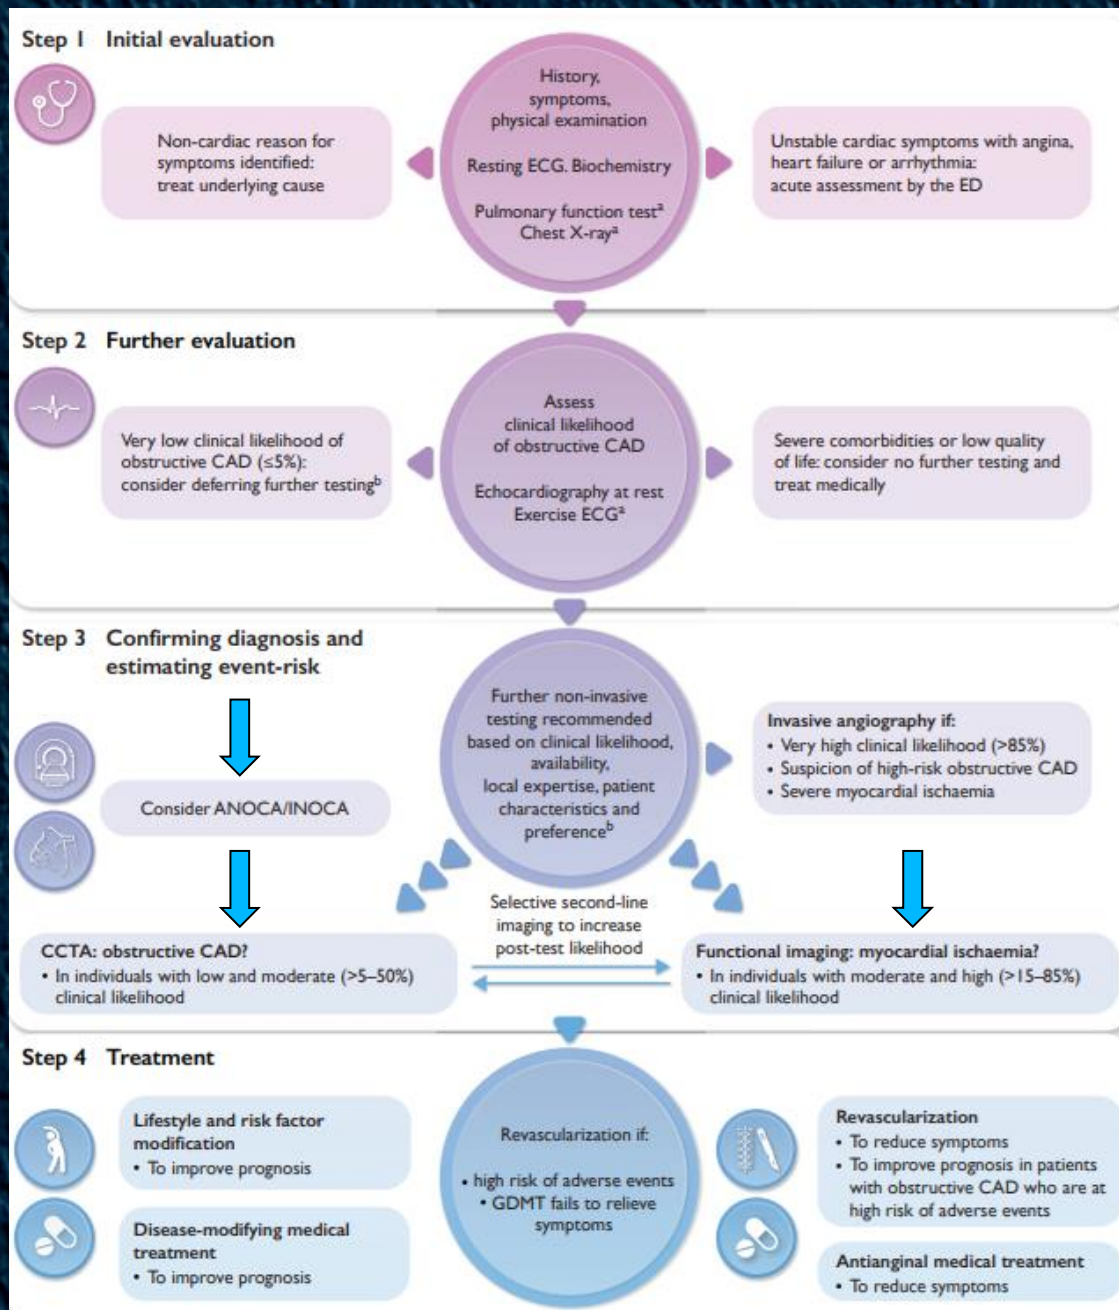 Step 1 Initial evaluation
History,
symptoms,
physical examination
Resting ECG. Biochemistry
Pulmonary function testᵃ
Chest X-rayᵃ
Non-cardiac reason for
symptoms identified:
treat underlying cause
Unstable cardiac symptoms with angina,
heart failure or arrhythmia:
acute assessment by the ED
Step 2 Further evaluation
Assess
clinical likelihood
of obstructive CAD
Echocardiography at rest
Exercise ECGᵃ
Very low clinical likelihood of
obstructive CAD (≤5%):
consider deferring further testingᵇ
Severe comorbidities or low quality
of life: consider no further testing and
treat medically
Step 3 Confirming diagnosis and
estimating event-risk
Further non-invasive
testing recommended
based on clinical likelihood,
availability,
local expertise, patient
characteristics and
preferenceᵇ
Invasive angiography if:
• Very high clinical likelihood (>85%)
• Suspicion of high-risk obstructive CAD
• Severe myocardial ischaemia
Consider ANOCA/INOCA
Selective second-line
imaging to increase
post-test likelihood
CCTA: obstructive CAD?
• In individuals with low and moderate (>5–50%)
clinical likelihood
Functional imaging: myocardial ischaemia?
• In individuals with moderate and high (>15–85%)
clinical likelihood
Step 4 Treatment
Lifestyle and risk factor
modification
• To improve prognosis
Disease-modifying medical
treatment
• To improve prognosis
Revascularization if:
• high risk of adverse events
• GDMT fails to relieve
symptoms
Revascularization
• To reduce symptoms
• To improve prognosis in patients
with obstructive CAD who are at
high risk of adverse events
Antianginal medical treatment
• To reduce symptoms